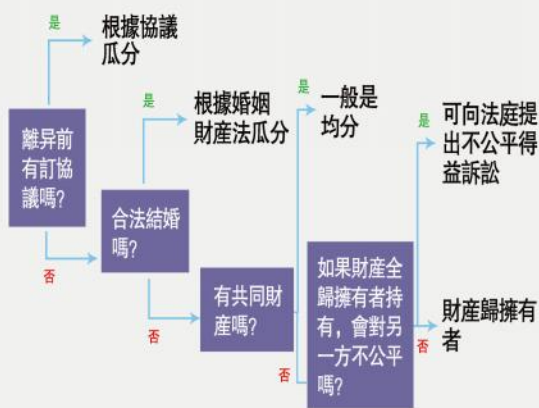 是
根據協議
瓜分
離异前
有訂協
議嗎?
否
是
根據婚姻
財産法瓜分
合法結婚
嗎?
否
是
一般是
均分
有共同財
産嗎?
否
如果財産全
歸擁有者持
有，會對另
一方不公平
嗎?
是
可向法庭提
出不公平得
益訴訟
否
財産歸擁有
者